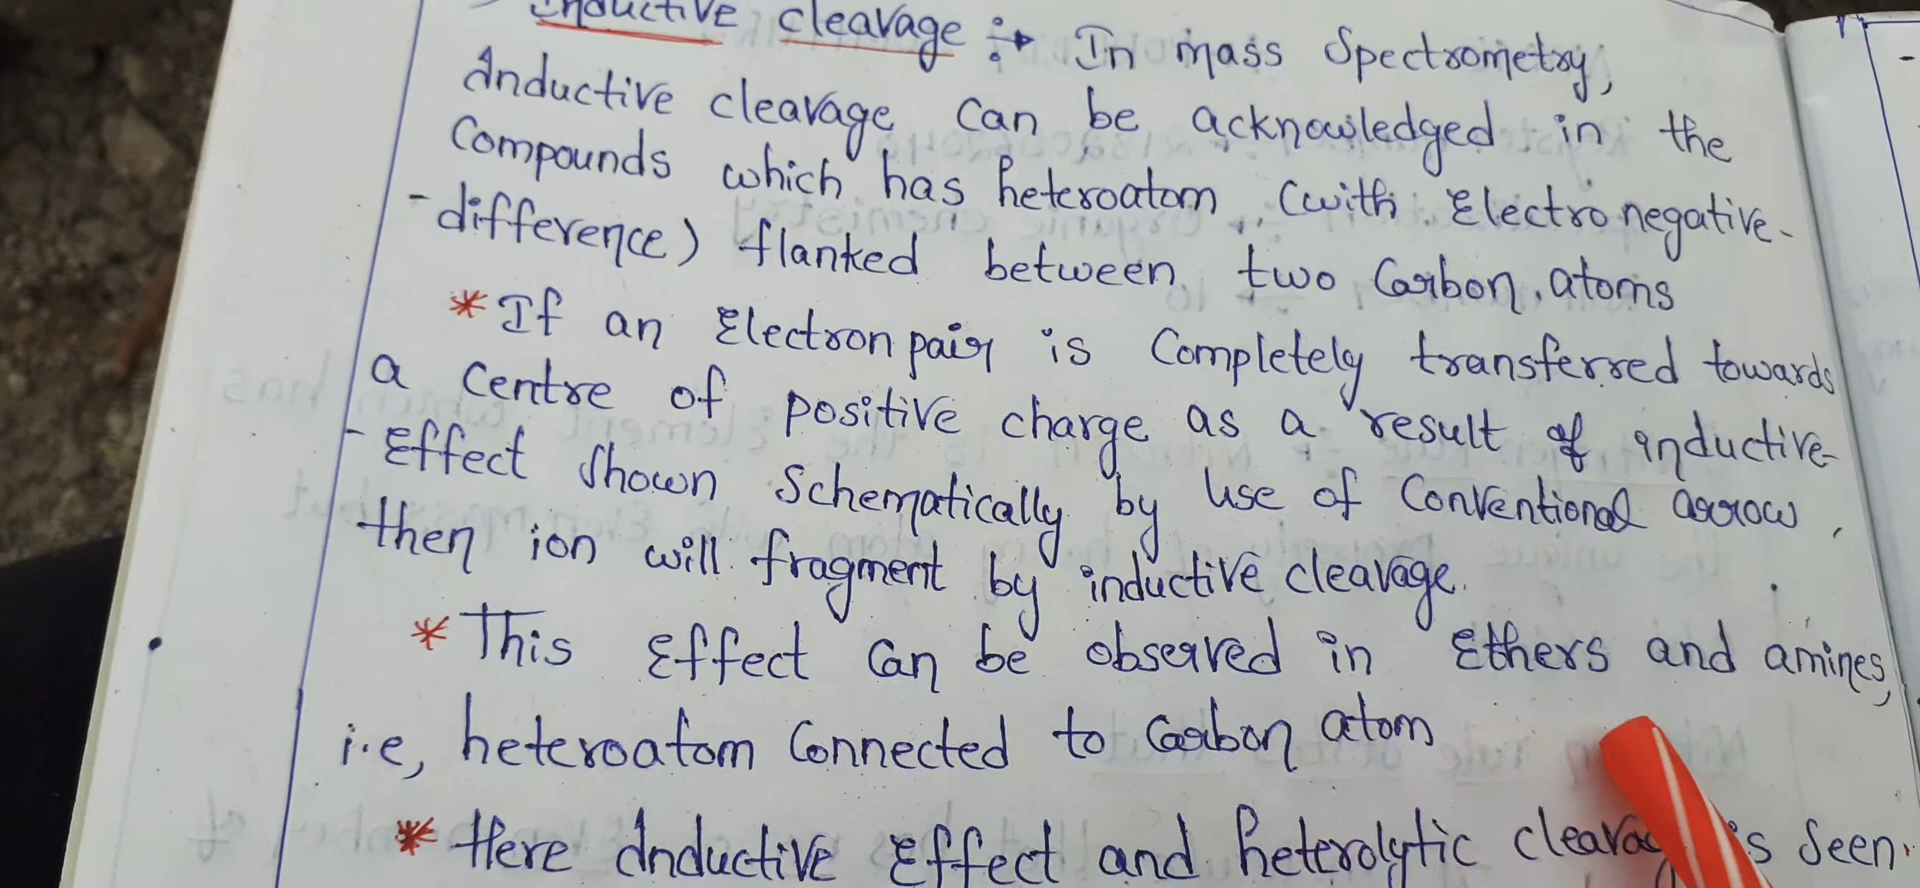 Inductive cleavage :→ In mass Spectrometry,
Inductive cleavage can be acknowledged in the
Compounds which has heteroatom (with Electronegative-
-difference) flanked between two Carbon atoms
* If an Electron pair is Completely transferred towards
a centre of positive charge as a result of inductive-
-Effect shown Schematically by use of Conventional arrow,
then ion will fragment by inductive cleavage.
* This Effect can be observed in Ethers and amines,
i.e, heteroatom Connected to Carbon atom
* Here Inductive Effect and heterolytic cleavage is seen.